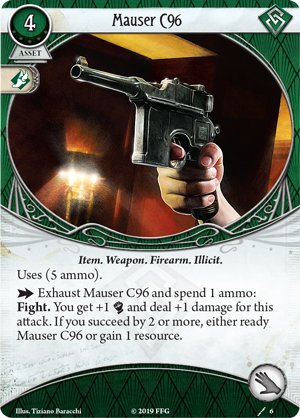 4
Mauser C96
ASSET
Item. Weapon. Firearm. Illicit.
Uses (5 ammo).
Exhaust Mauser C96 and spend 1 ammo:
Fight. You get +1 and deal +1 damage for this
attack. If you succeed by 2 or more, either ready
Mauser C96 or gain 1 resource.
Illus. Tiziano Baracchi
© 2019 FFG
6